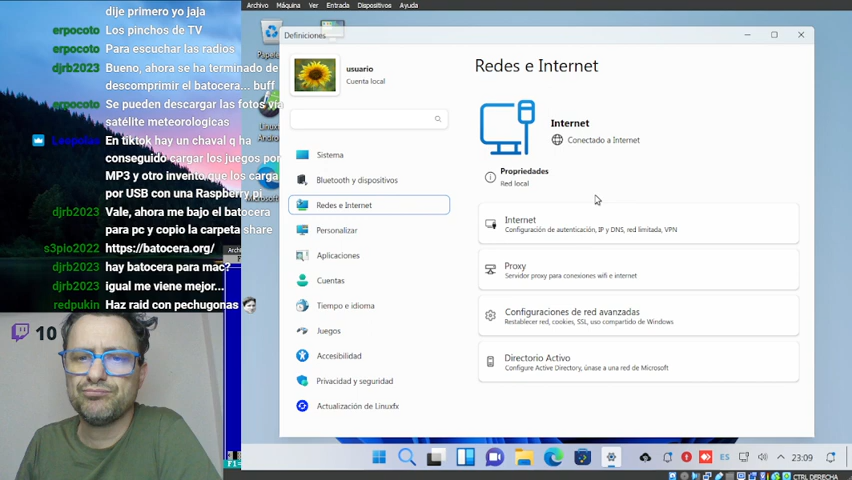 dije primero yo jaja
erpocoto Los pinchos de TV
erpocoto Para escuchar las radios
djrb2023 Bueno, ahora se ha terminado de
descomprimir el batocera... buff
erpocoto Se pueden descargar las fotos vía
satélite meteorologicas
En tiktok hay un chaval q ha
conseguido cargar los juegos por
MP3 y otro invento que los carga
por USB con una Raspberry pi
djrb2023 Vale, ahora me bajo el batocera
para pc y copio la carpeta share
s3pio2022 https://batocera.org/
djrb2023 hay batocera para mac?
djrb2023 igual me viene mejor...
redpukin Haz raid con pechugonas
10
Archivo Máquina Ver Entrada Dispositivos Ayuda
Definiciones
usuario
Cuenta local
Sistema
Bluetooth y dispositivos
Redes e Internet
Personalizar
Aplicaciones
Cuentas
Tiempo e idioma
Juegos
Accesibilidad
Privacidad y seguridad
Actualización de Linuxfx
Redes e Internet
Internet
Conectado a Internet
Propiedades
Red local
Internet
Configuración de autenticación, IP y DNS, red limitada, VPN
Proxy
Servidor proxy para conexiones wifi e internet
Configuraciones de red avanzadas
Restablecer red, cookies, SSL, uso compartido de Windows
Directorio Activo
Configure Active Directory, únase a una red de Microsoft
ES
23:09
CTRL DERECHA